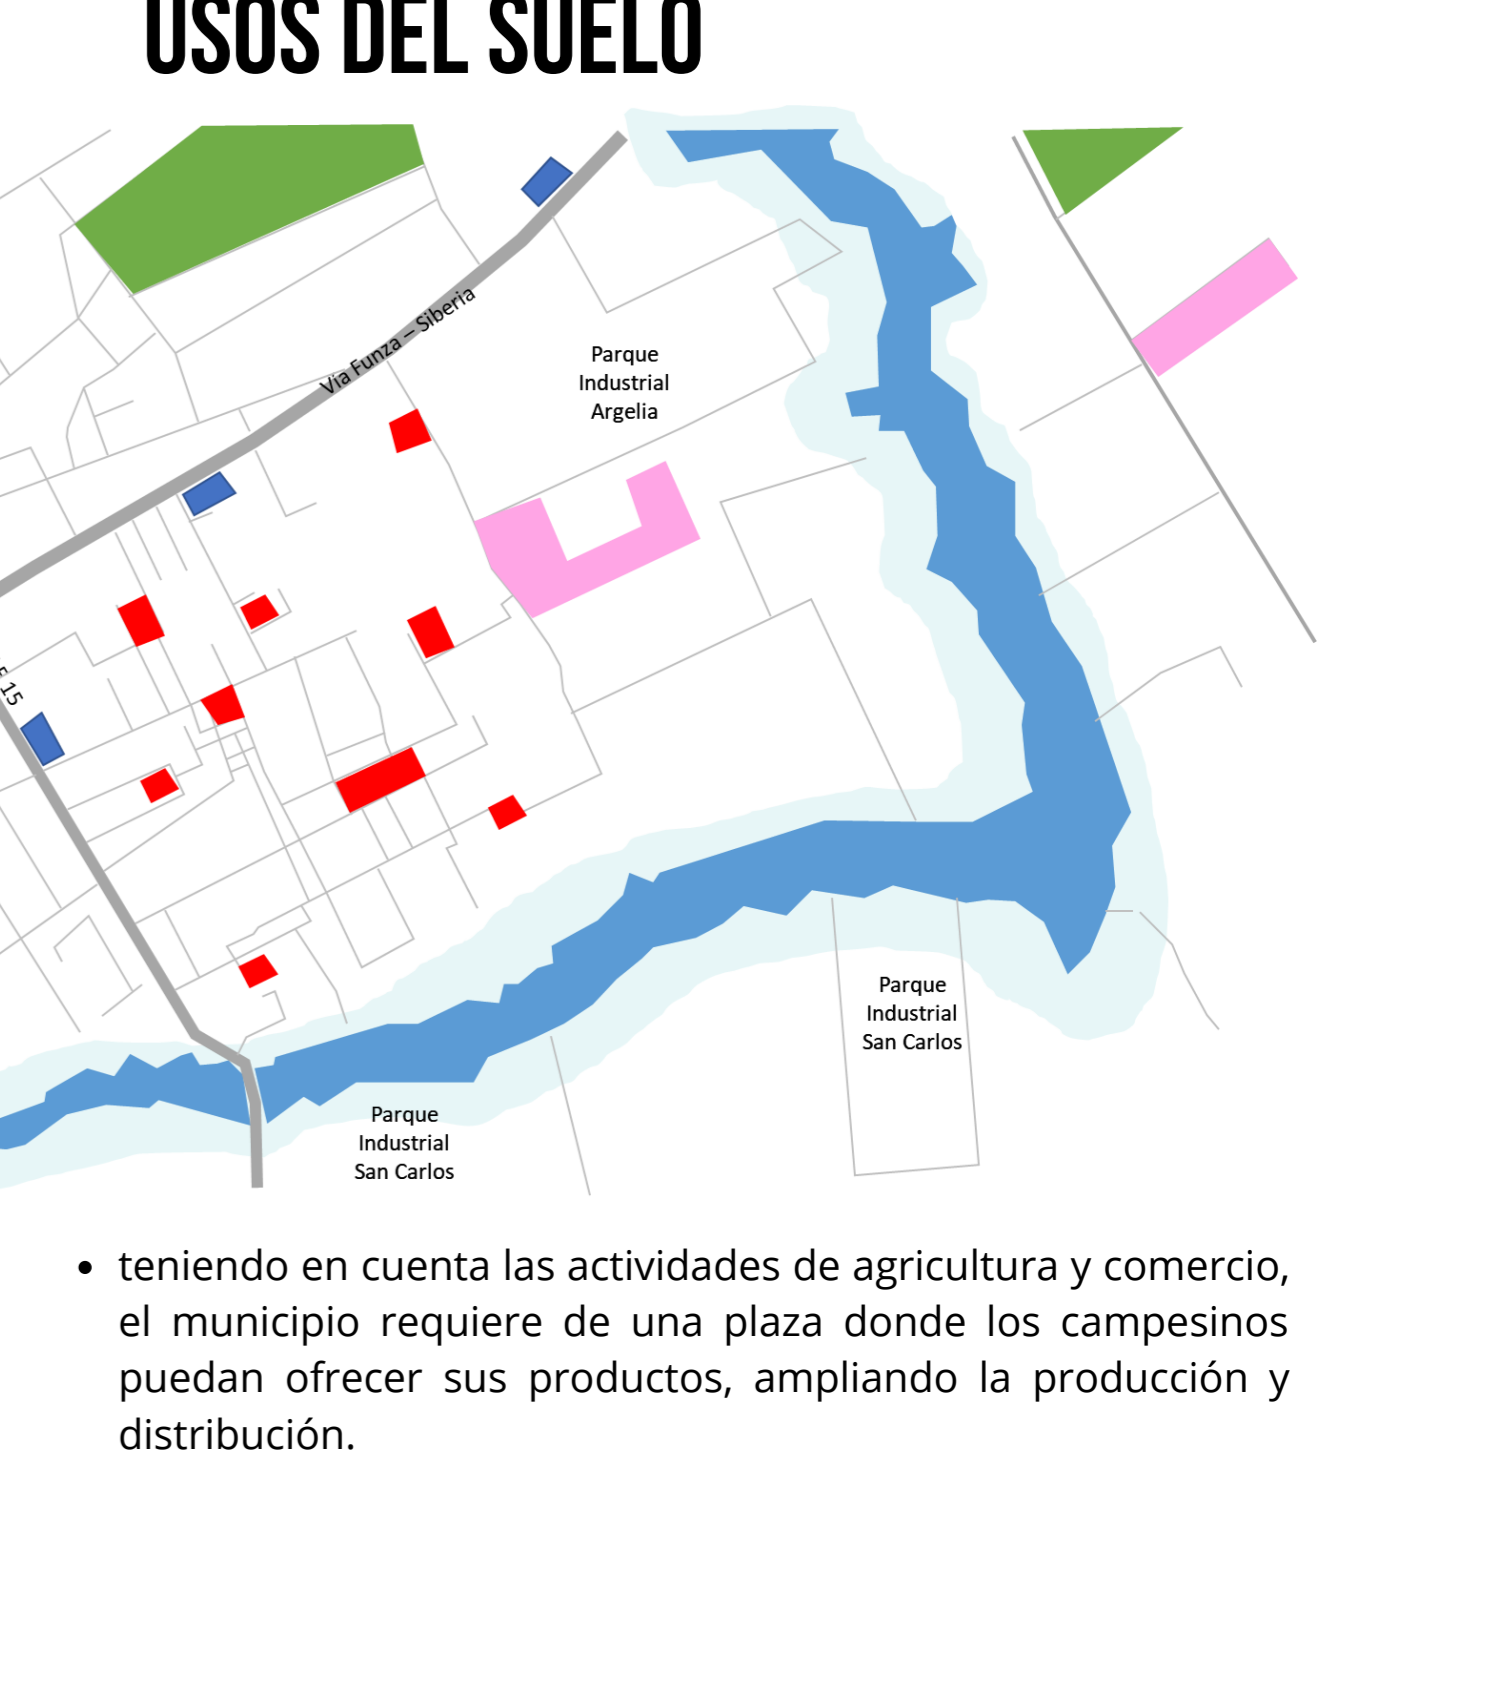 USOS DEL SUELO
Vía Funza – Siberia
Parque
Industrial
Argelia
15
Parque
Industrial
San Carlos
Parque
Industrial
San Carlos
• teniendo en cuenta las actividades de agricultura y comercio,
el municipio requiere de una plaza donde los campesinos
puedan ofrecer sus productos, ampliando la producción y
distribución.